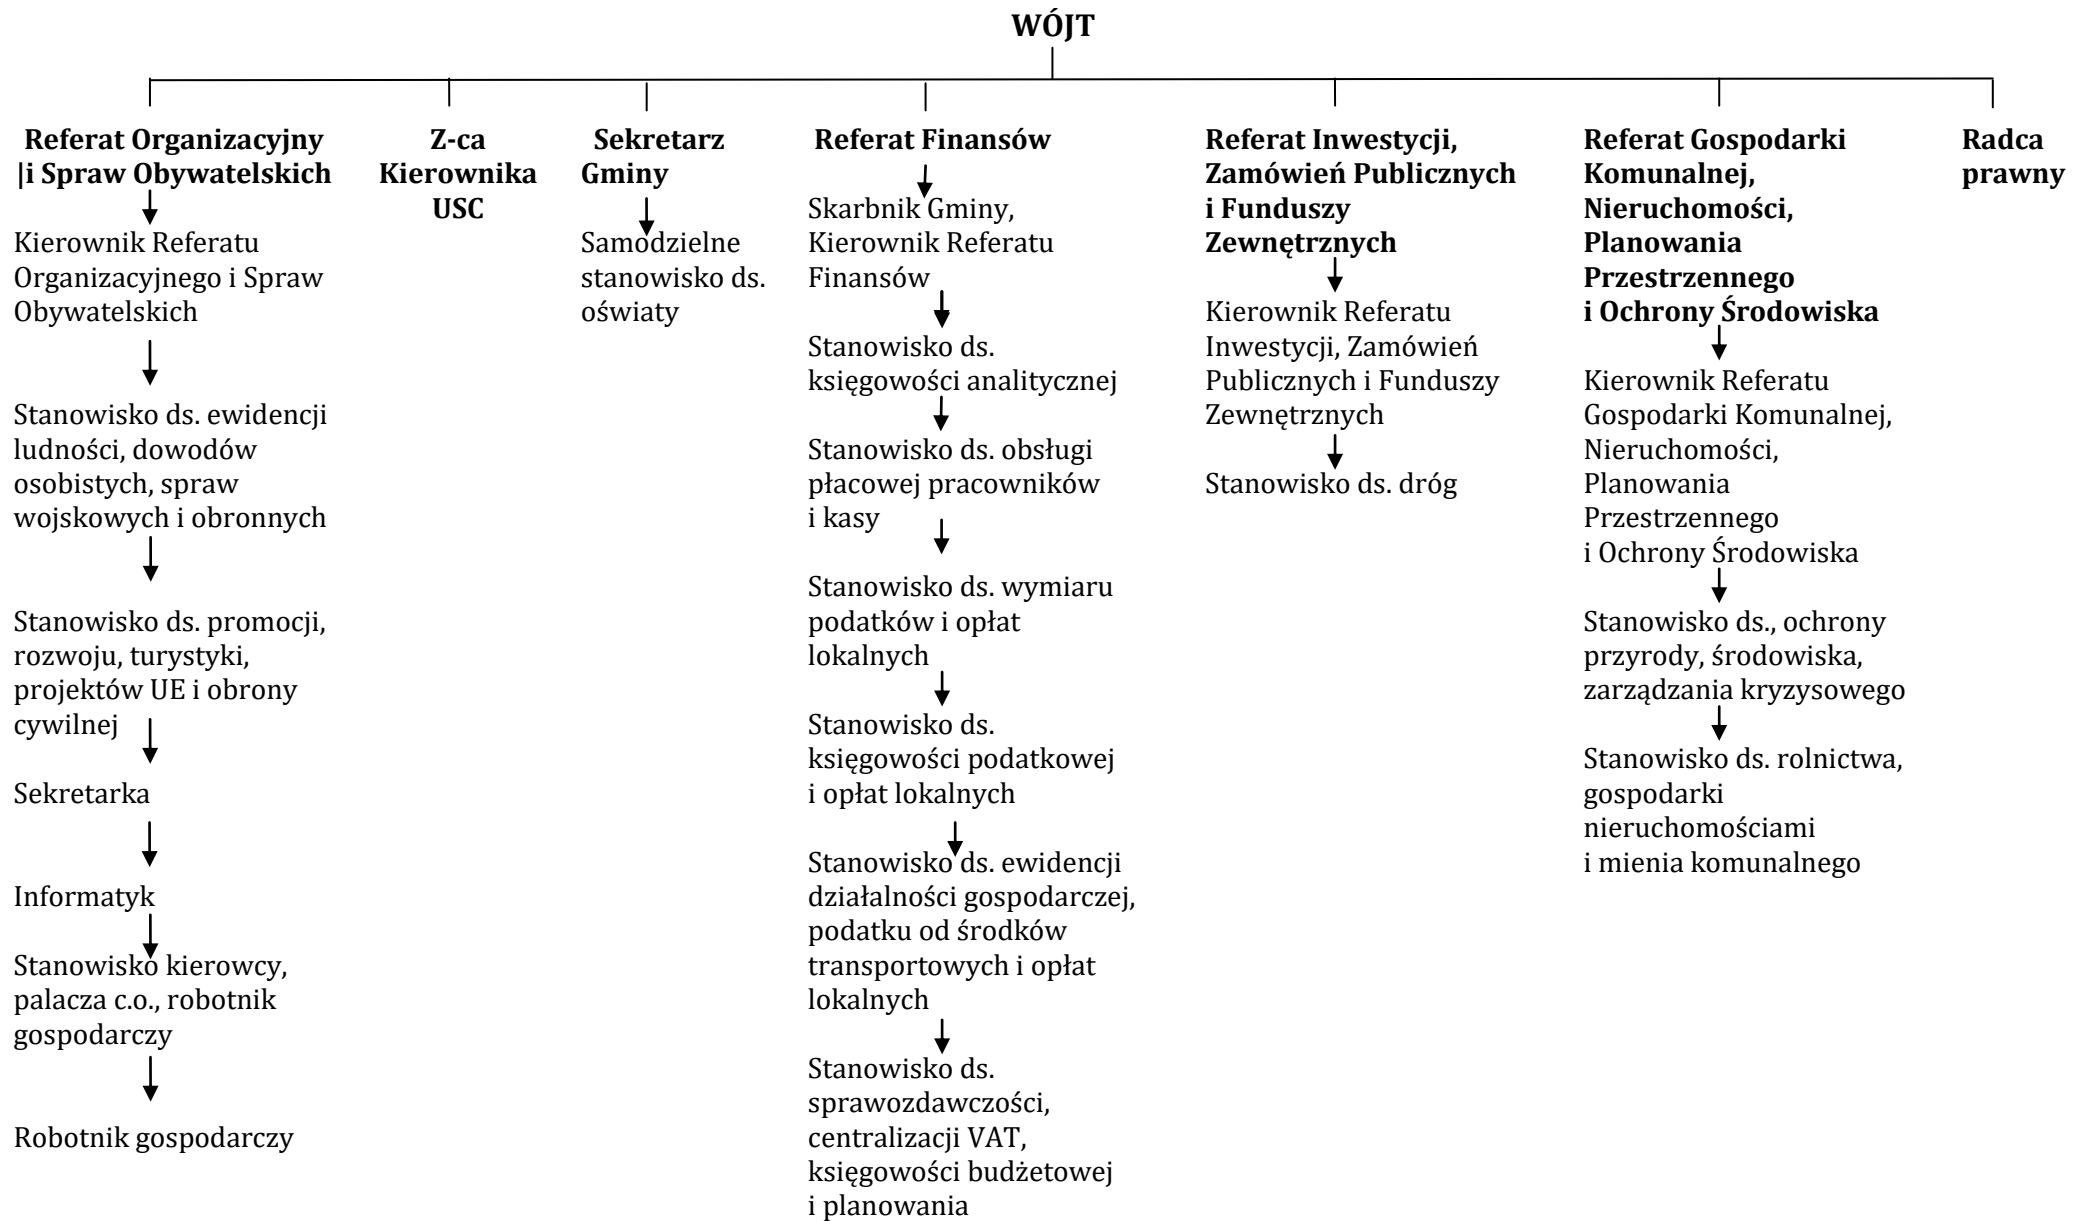 WÓJT
Referat Organizacyjny
|i Spraw Obywatelskich
Kierownik Referatu
Organizacyjnego i Spraw
Obywatelskich
Stanowisko ds. ewidencji
ludności, dowodów
osobistych, spraw
wojskowych i obronnych
Stanowisko ds. promocji,
rozwoju, turystyki,
projektów UE i obrony
cywilnej
Sekretarka
Informatyk
Stanowisko kierowcy,
palacza c.o., robotnik
gospodarczy
Robotnik gospodarczy
Z-ca
Kierownika
USC
Sekretarz
Gminy
Samodzielne
stanowisko ds.
oświaty
Referat Finansów
Skarbnik Gminy,
Kierownik Referatu
Finansów
Stanowisko ds.
księgowości analitycznej
Stanowisko ds. obsługi
płacowej pracowników
i kasy
Stanowisko ds. wymiaru
podatków i opłat
lokalnych
Stanowisko ds.
księgowości podatkowej
i opłat lokalnych
Stanowisko ds. ewidencji
działalności gospodarczej,
podatku od środków
transportowych i opłat
lokalnych
Stanowisko ds.
sprawozdawczości,
centralizacji VAT,
księgowości budżetowej
i planowania
Referat Inwestycji,
Zamówień Publicznych
i Funduszy
Zewnętrznych
Kierownik Referatu
Inwestycji, Zamówień
Publicznych i Funduszy
Zewnętrznych
Stanowisko ds. dróg
Referat Gospodarki
Komunalnej,
Nieruchomości,
Planowania
Przestrzennego
i Ochrony Środowiska
Kierownik Referatu
Gospodarki Komunalnej,
Nieruchomości,
Planowania
Przestrzennego
i Ochrony Środowiska
Stanowisko ds., ochrony
przyrody, środowiska,
zarządzania kryzysowego
Stanowisko ds. rolnictwa,
gospodarki
nieruchomościami
i mienia komunalnego
Radca
prawny